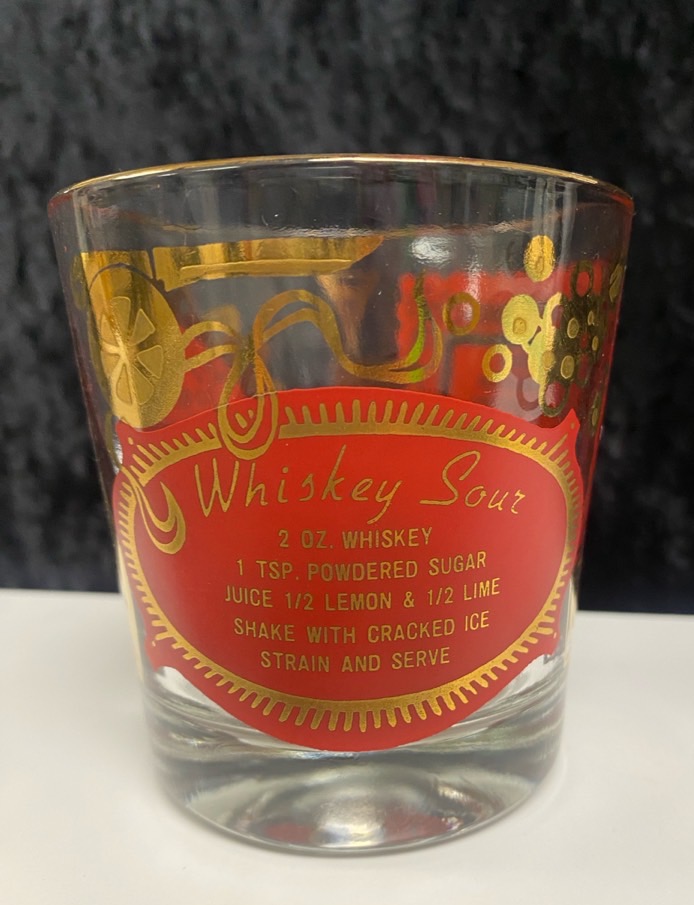 Whiskey Sour
2 OZ. WHISKEY
1 TSP. POWDERED SUGAR
JUICE 1/2 LEMON & 1/2 LIME
SHAKE WITH CRACKED ICE
STRAIN AND SERVE